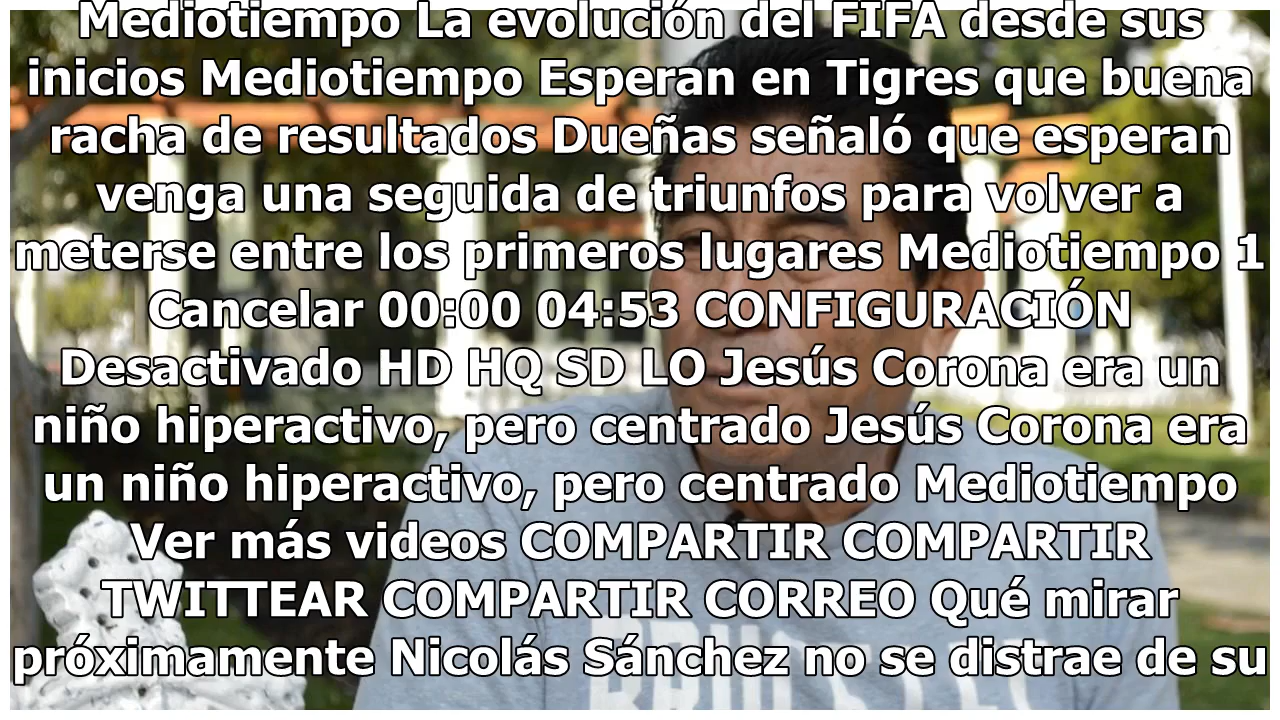 Mediotiempo La evolución del FIFA desde sus
inicios Mediotiempo Esperan en Tigres que buena
racha de resultados Dueñas señaló que esperan
venga una seguida de triunfos para volver a
meterse entre los primeros lugares Mediotiempo 1
Cancelar 00:00 04:53 CONFIGURACIÓN
Desactivado HD HQ SD LO Jesús Corona era un
niño hiperactivo, pero centrado Jesús Corona era
un niño hiperactivo, pero centrado Mediotiempo
Ver más videos COMPARTIR COMPARTIR
TWITTEAR COMPARTIR CORREO Qué mirar
próximamente Nicolás Sánchez no se distrae de su